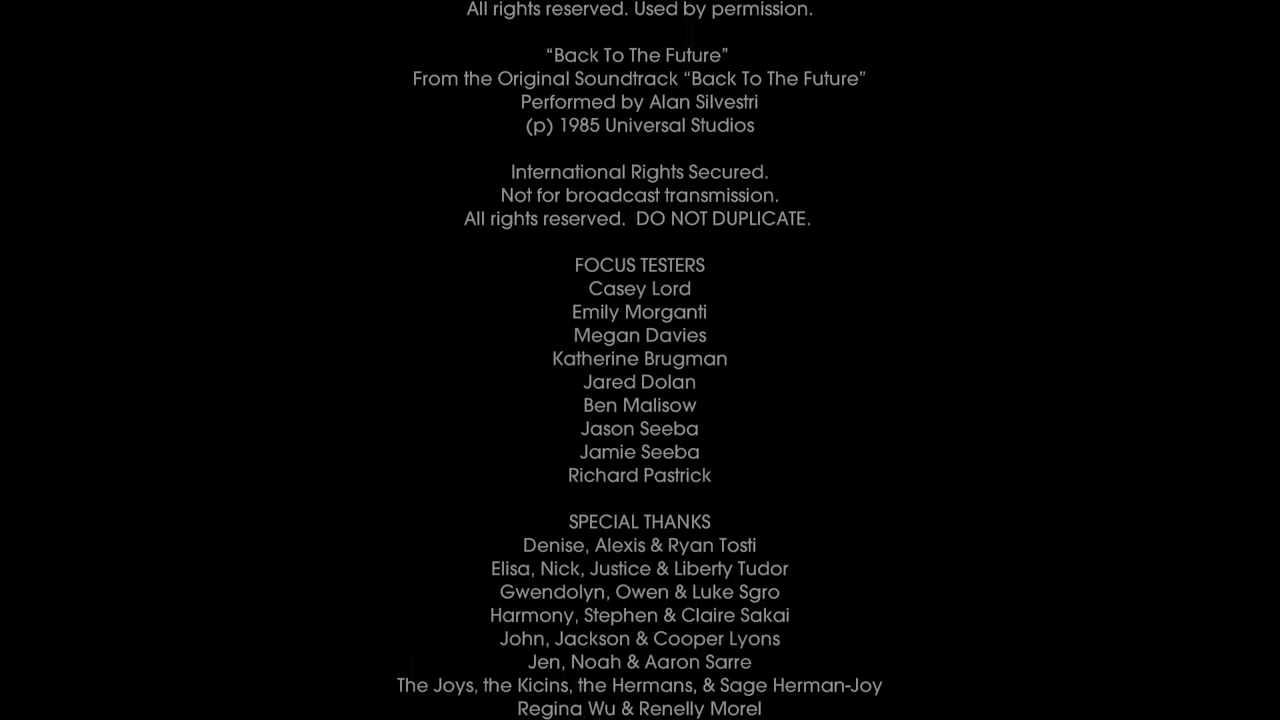 All rights reserved. Used by permission.
“Back To The Future”
From the Original Soundtrack “Back To The Future”
Performed by Alan Silvestri
(p) 1985 Universal Studios
International Rights Secured.
Not for broadcast transmission.
All rights reserved.  DO NOT DUPLICATE.
FOCUS TESTERS
Casey Lord
Emily Morganti
Megan Davies
Katherine Brugman
Jared Dolan
Ben Malisow
Jason Seeba
Jamie Seeba
Richard Pastrick
SPECIAL THANKS
Denise, Alexis & Ryan Tosti
Elisa, Nick, Justice & Liberty Tudor
Gwendolyn, Owen & Luke Sgro
Harmony, Stephen & Claire Sakai
John, Jackson & Cooper Lyons
Jen, Noah & Aaron Sarre
The Joys, the Kicins, the Hermans, & Sage Herman-Joy
Regina Wu & Renelly Morel